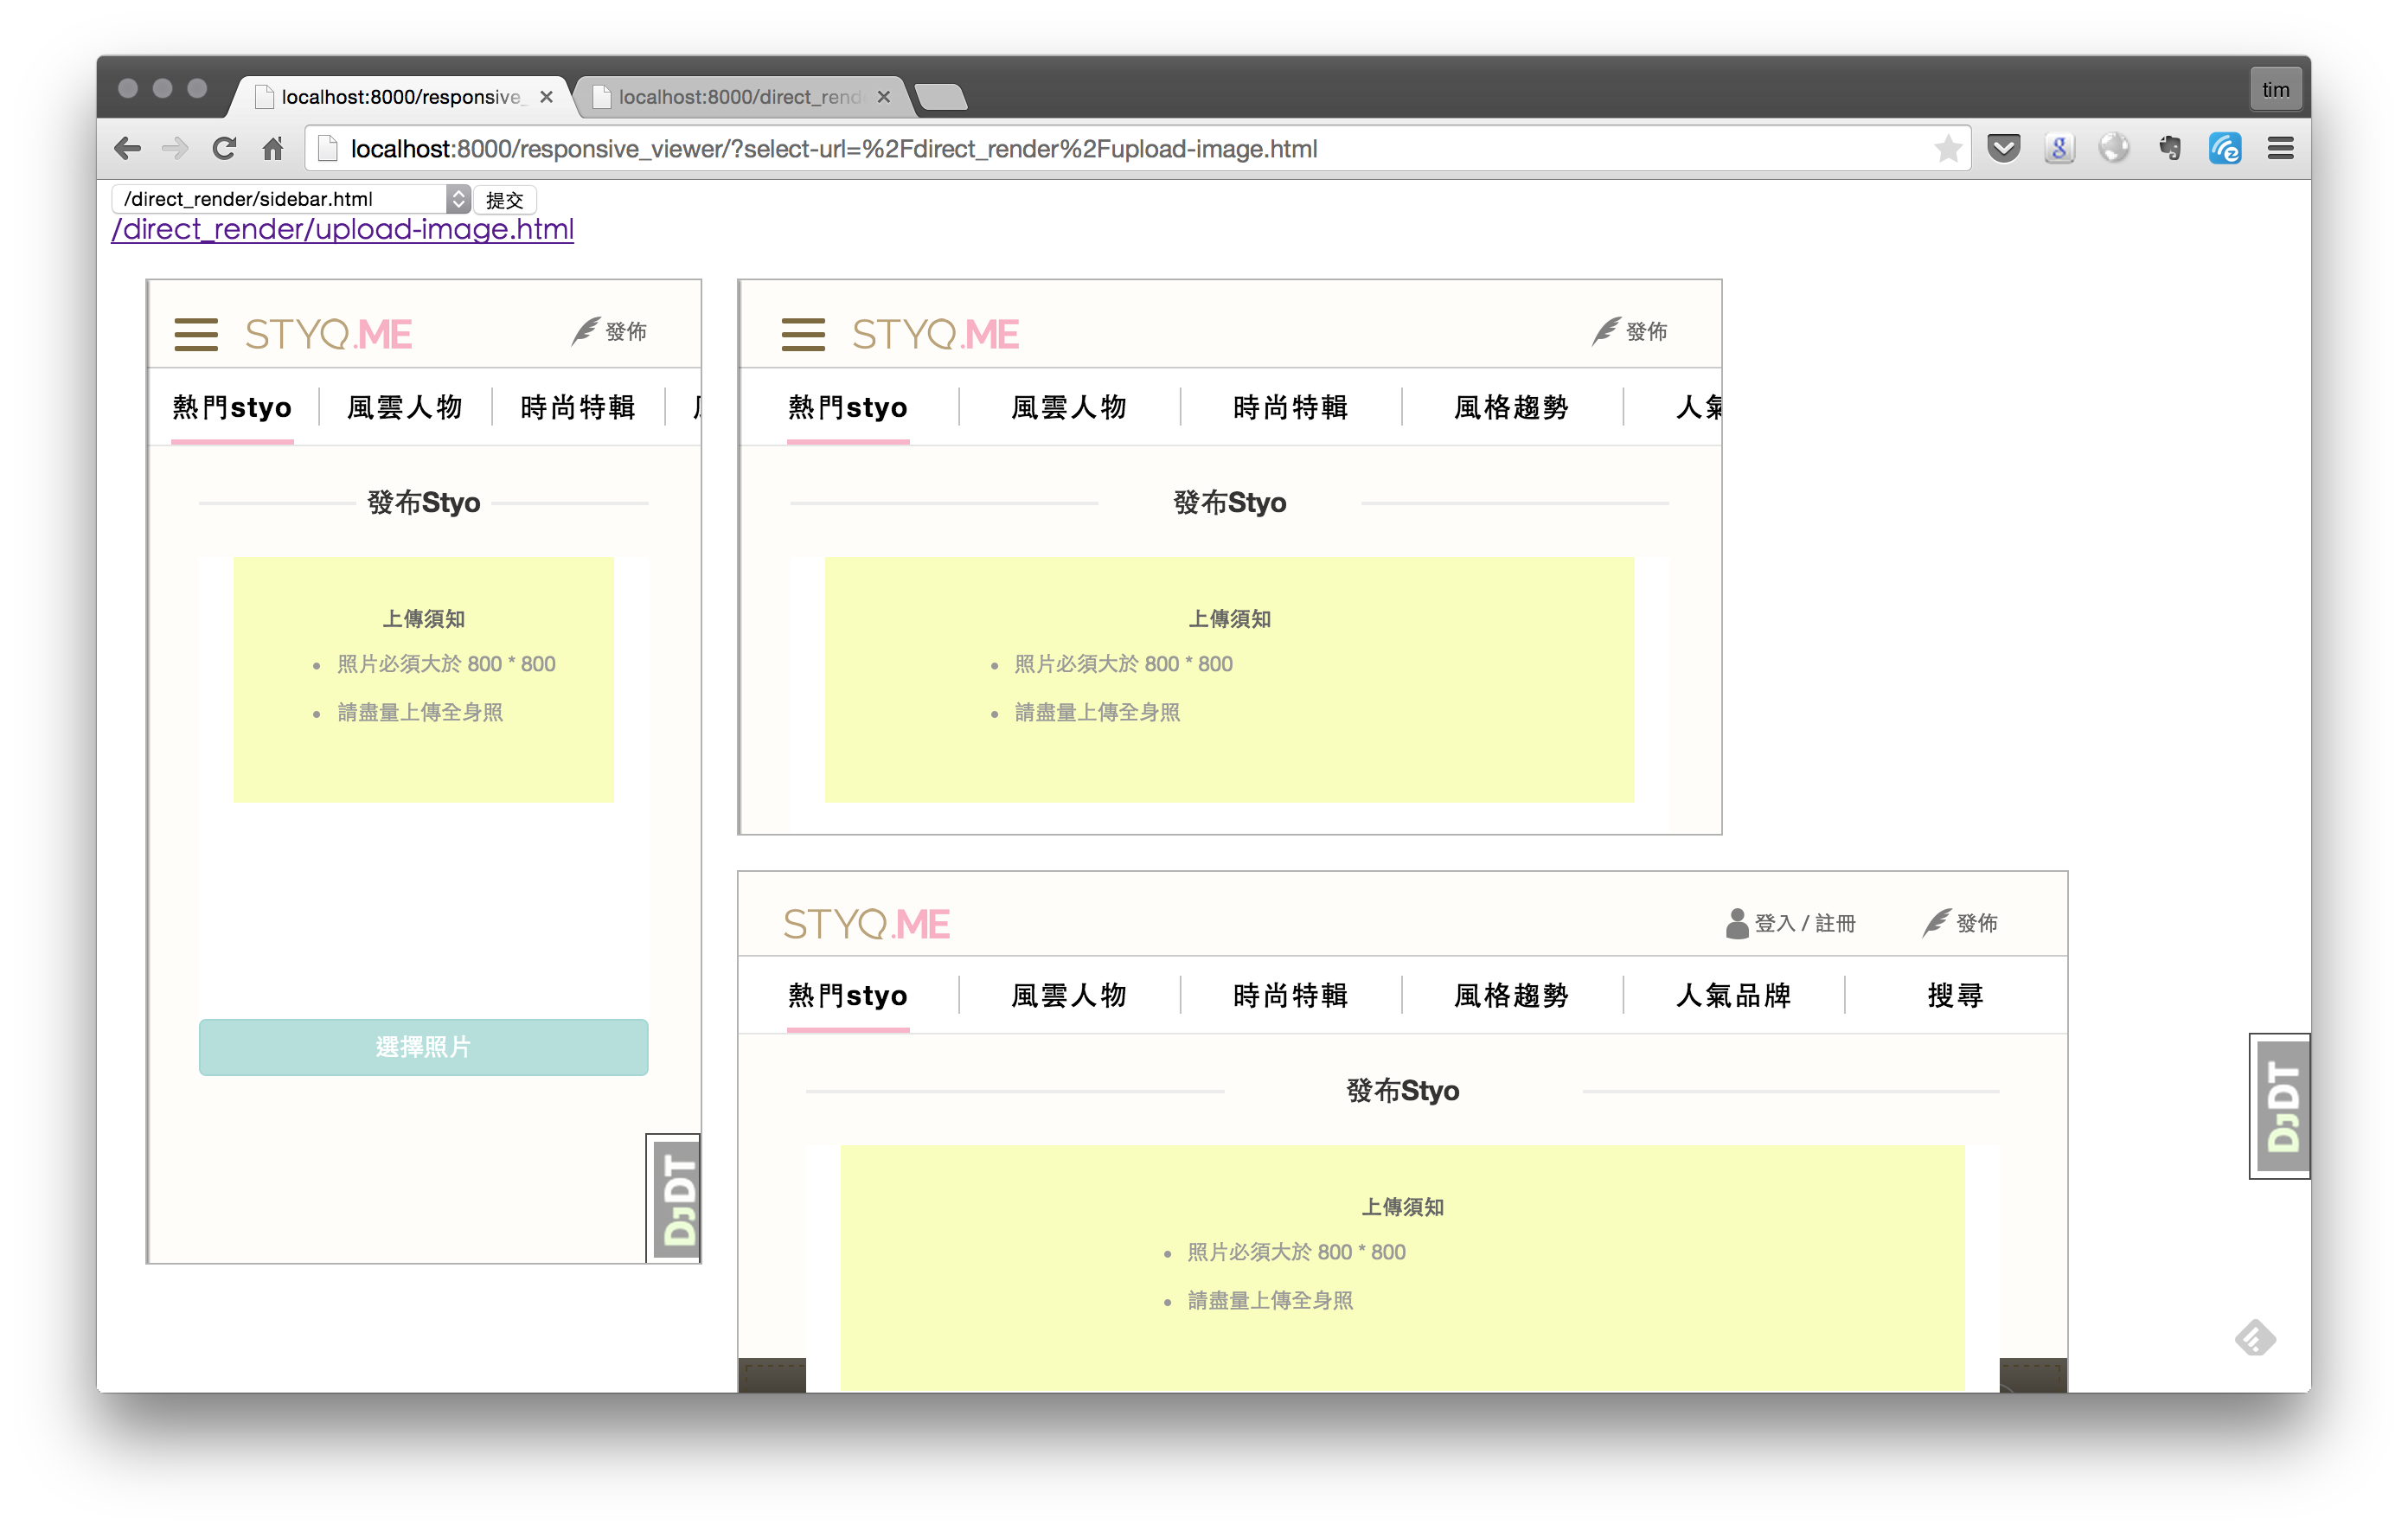 localhost:8000/responsive_
localhost:8000/direct_rend
tim
localhost:8000/responsive_viewer/?select-url=%2Fdirect_render%2Fupload-image.html
/direct_render/sidebar.html 提交
/direct_render/upload-image.html
STYO.ME 發佈
熱門styo 風雲人物 時尚特輯
發布Styo
上傳須知
照片必須大於 800 * 800
請盡量上傳全身照
選擇照片
DJDT
STYO.ME 發佈
熱門styo 風雲人物 時尚特輯 風格趨勢 人氣
發布Styo
上傳須知
照片必須大於 800 * 800
請盡量上傳全身照
STYO.ME 登入 / 註冊 發佈
熱門styo 風雲人物 時尚特輯 風格趨勢 人氣品牌 搜尋
發布Styo
上傳須知
照片必須大於 800 * 800
請盡量上傳全身照
DJDT